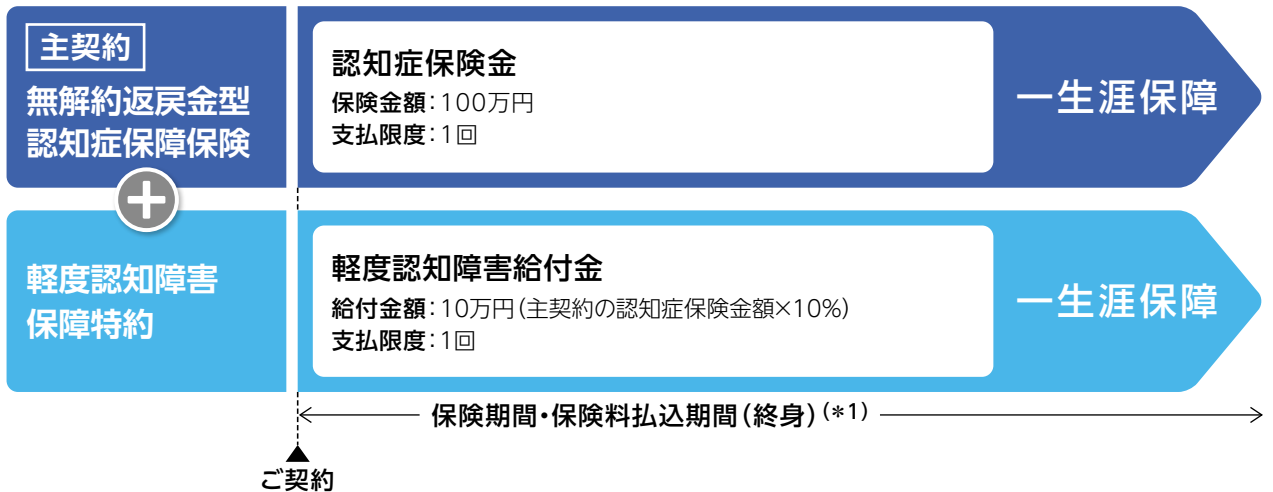 主契約
無解約返戻金型
認知症保障保険
認知症保険金
保険金額：100万円
支払限度：1回
一生涯保障
軽度認知障害
保障特約
軽度認知障害給付金
給付金額：10万円（主契約の認知症保険金額×10%）
支払限度：1回
一生涯保障
保険期間・保険料払込期間（終身）(*1)
ご契約